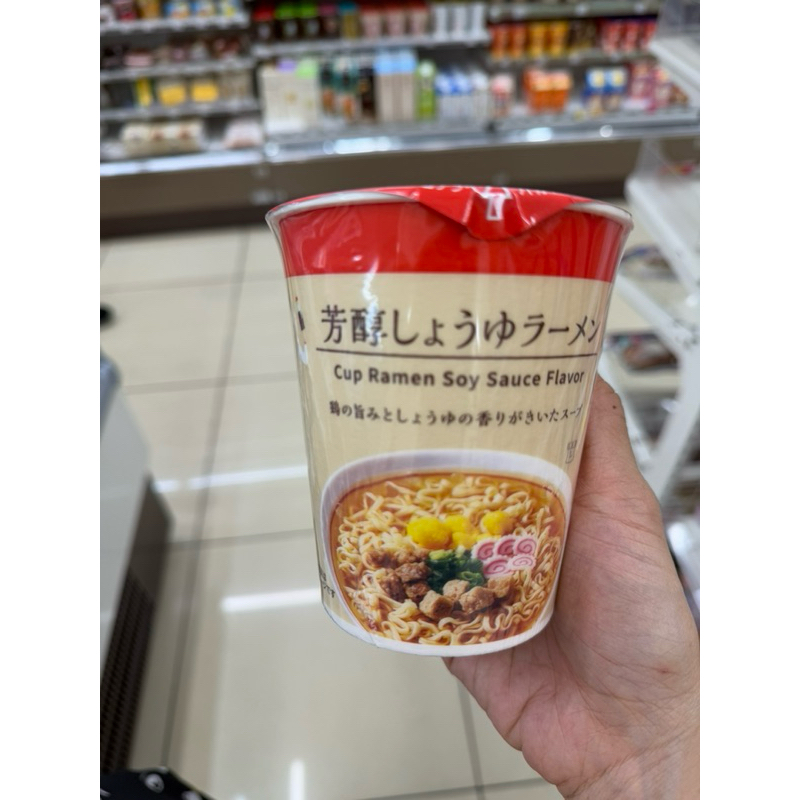 芳醇しょうゆラーメン
Cup Ramen Soy Sauce Flavor
鶏の旨みとしょうゆの香りがきいたスープ